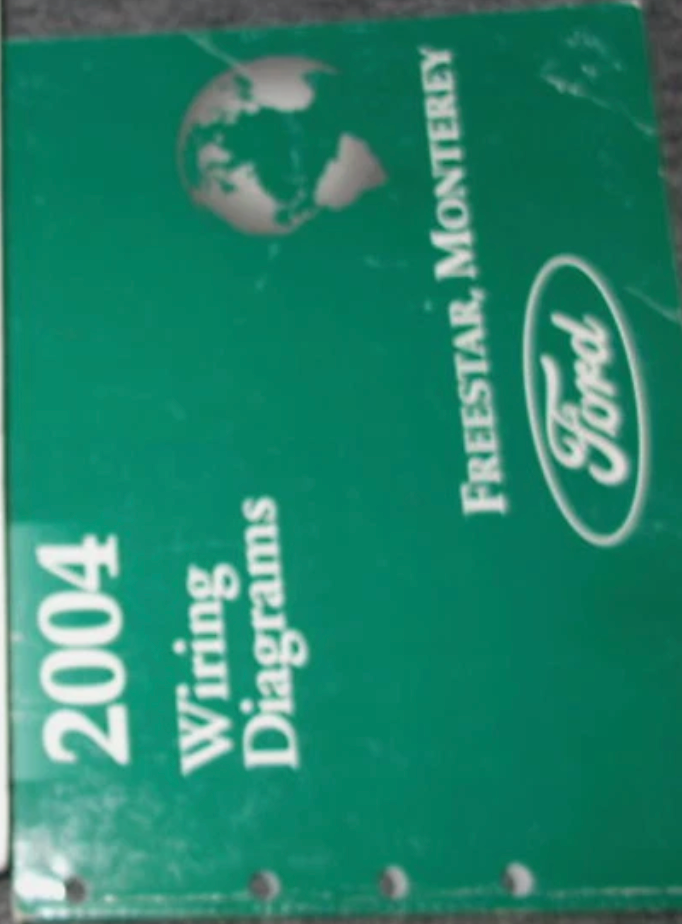 2004
Wiring
Diagrams
FREESTAR, MONTEREY
Ford